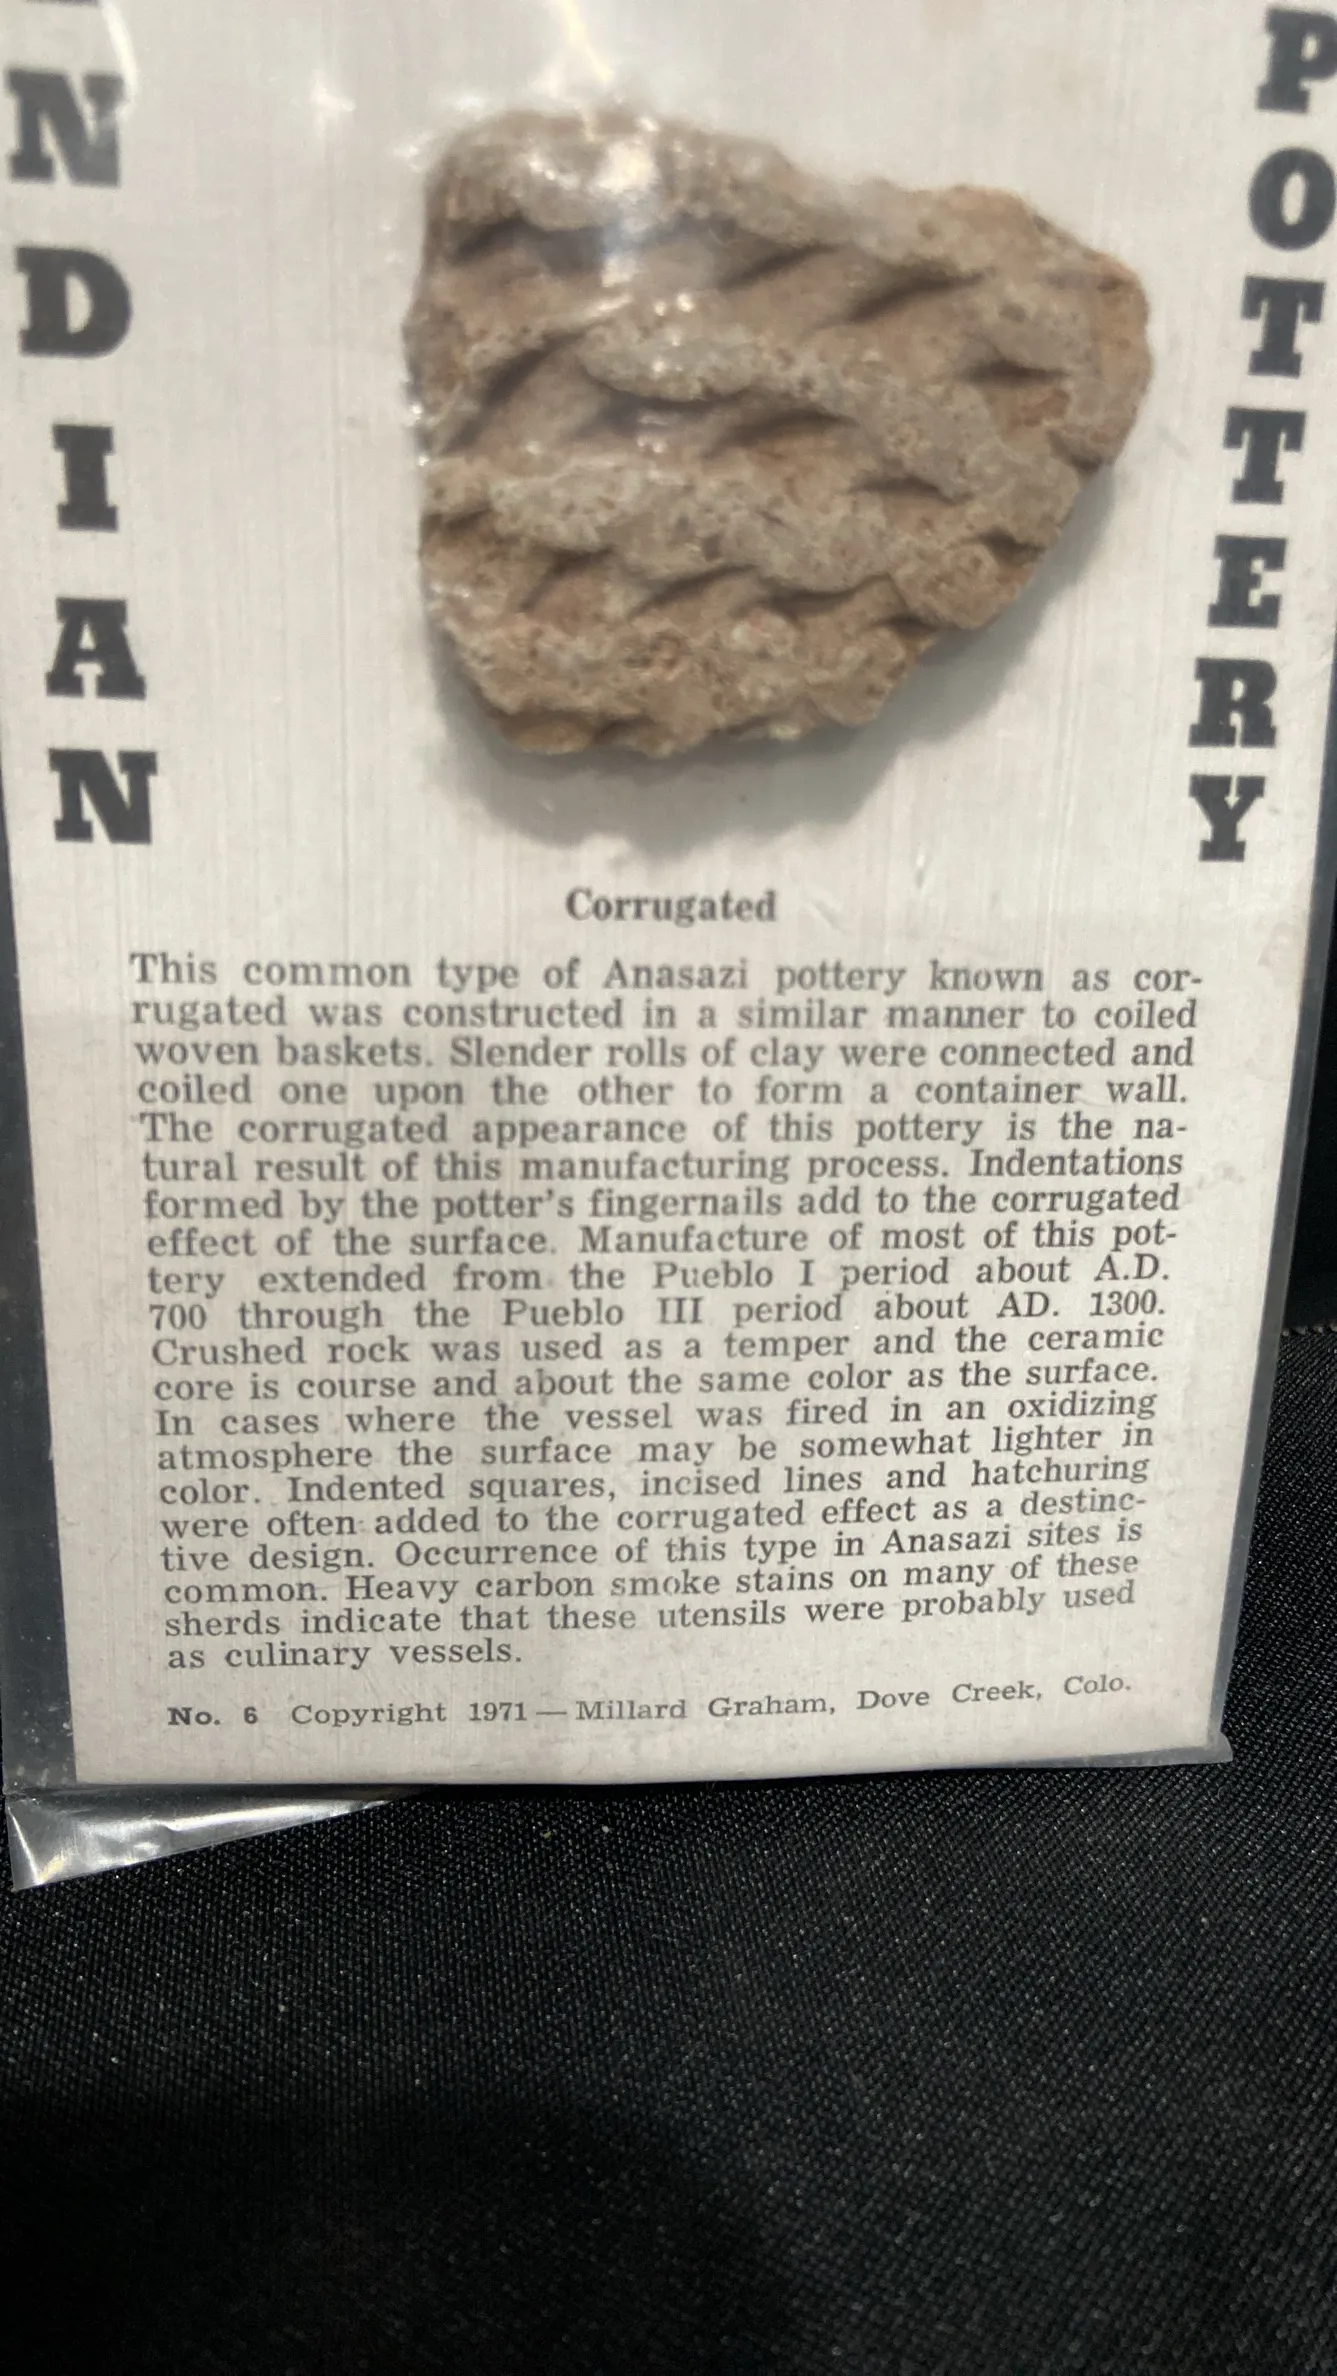 NDIAN
POTTERY
Corrugated
This common type of Anasazi pottery known as cor-
rugated was constructed in a similar manner to coiled
woven baskets. Slender rolls of clay were connected and
coiled one upon the other to form a container wall.
The corrugated appearance of this pottery is the na-
tural result of this manufacturing process. Indentations
formed by the potter's fingernails add to the corrugated
effect of the surface. Manufacture of most of this pot-
tery extended from the Pueblo I period about A.D.
700 through the Pueblo III period about AD. 1300.
Crushed rock was used as a temper and the ceramic
core is course and about the same color as the surface.
In cases where the vessel was fired in an oxidizing
atmosphere the surface may be somewhat lighter in
color. Indented squares, incised lines and hatchuring
were often added to the corrugated effect as a destinc-
tive design. Occurrence of this type in Anasazi sites is
common. Heavy carbon smoke stains on many of these
sherds indicate that these utensils were probably used
as culinary vessels.
No. 6 Copyright 1971 — Millard Graham, Dove Creek, Colo.